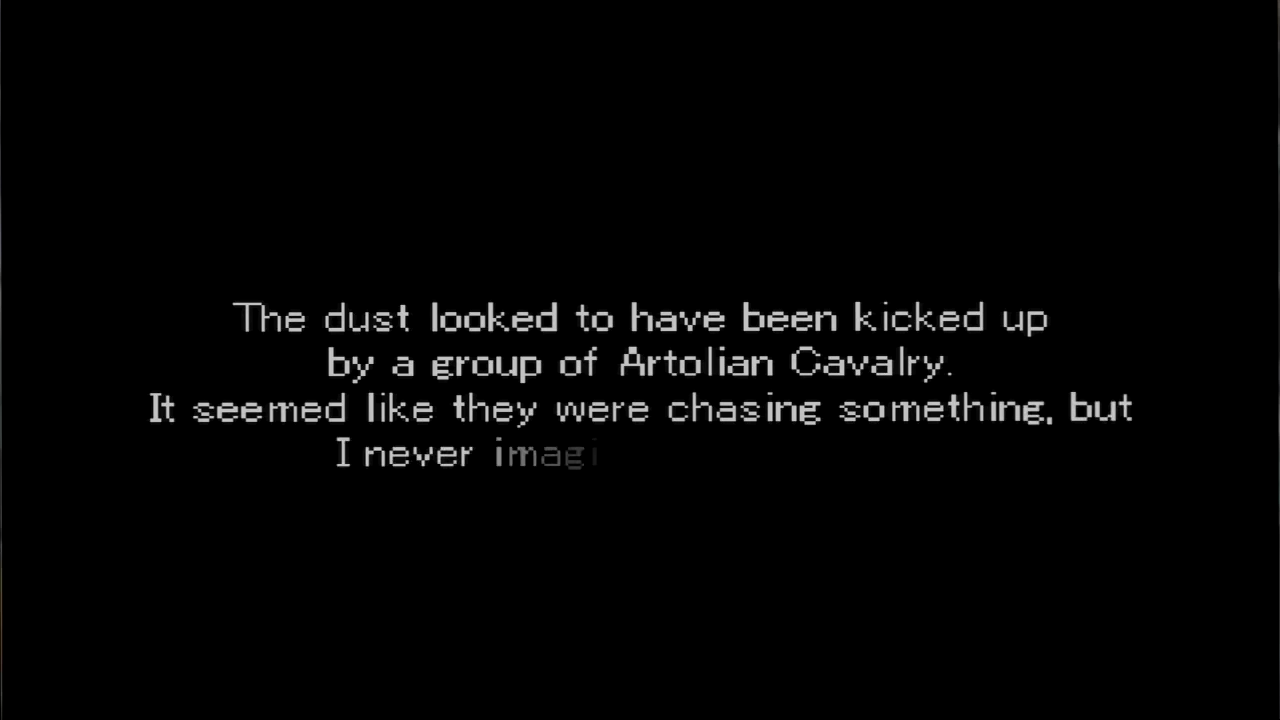 The dust looked to have been kicked up
by a group of Artolian Cavalry.
It seemed like they were chasing something, but
I never imagi